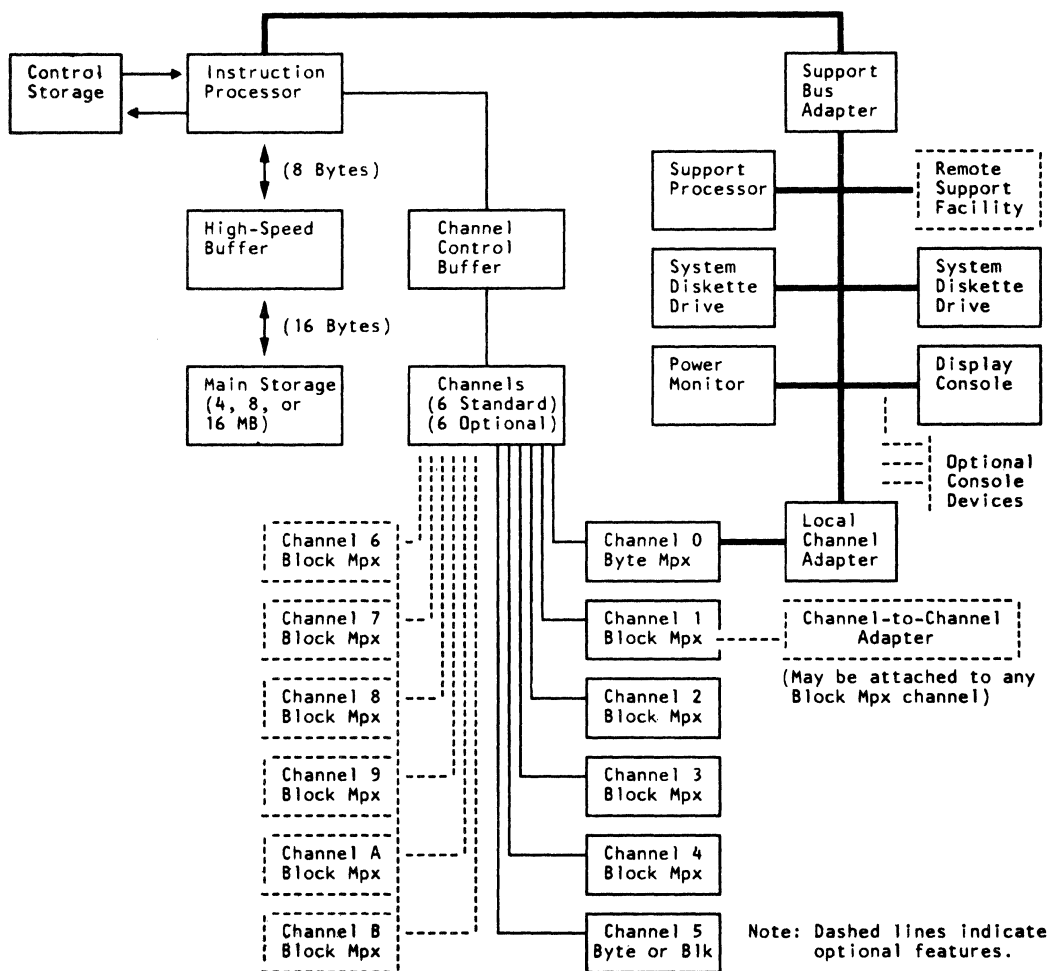 Control
Storage
Instruction
Processor
Support
Bus
Adapter
(8 Bytes)
Support
Processor
Remote
Support
Facility
High-Speed
Buffer
Channel
Control
Buffer
System
Diskette
Drive
System
Diskette
Drive
(16 Bytes)
Main Storage
(4, 8, or
16 MB)
Channels
(6 Standard)
(6 Optional)
Power
Monitor
Display
Console
Optional
Console
Devices
Channel 6
Block Mpx
Channel 0
Byte Mpx
Local
Channel
Adapter
Channel 7
Block Mpx
Channel 1
Block Mpx
Channel-to-Channel
Adapter
(May be attached to any
Block Mpx channel)
Channel 8
Block Mpx
Channel 2
Block Mpx
Channel 9
Block Mpx
Channel 3
Block Mpx
Channel A
Block Mpx
Channel 4
Block Mpx
Channel B
Block Mpx
Channel 5
Byte or Blk
Note: Dashed lines indicate
optional features.